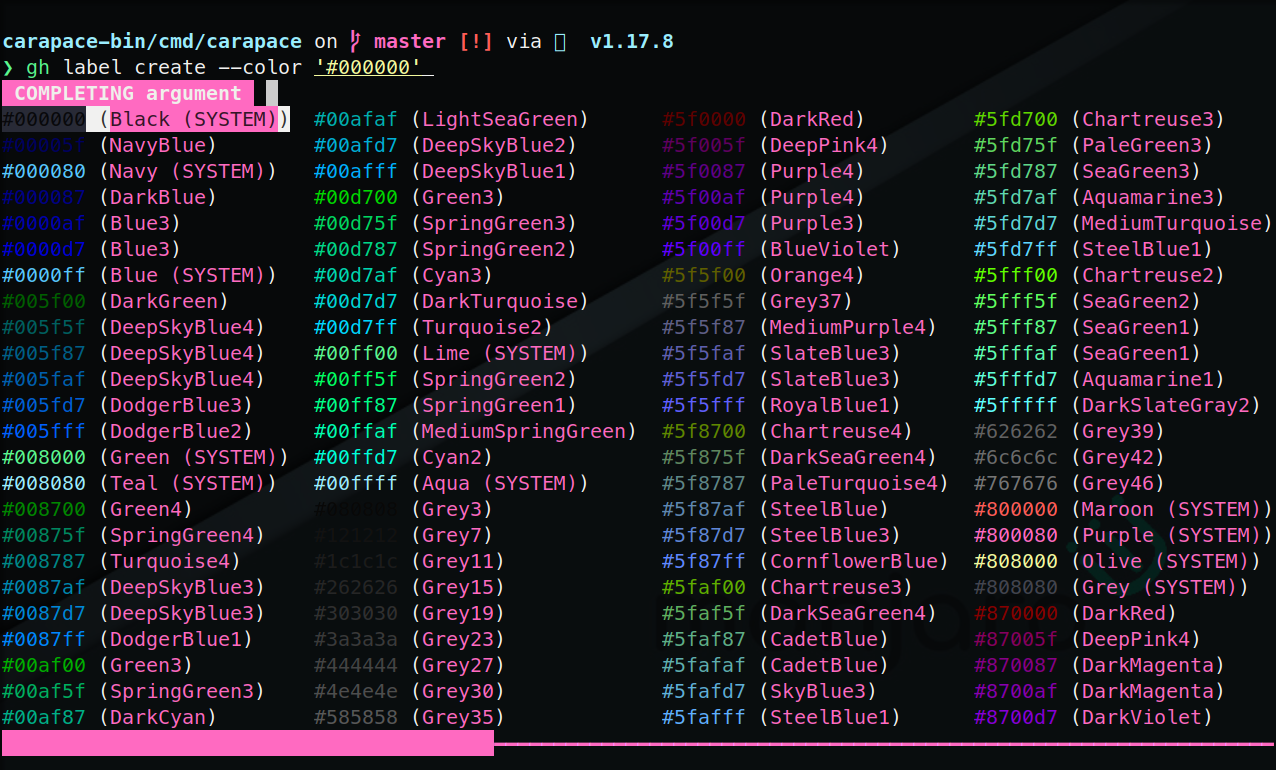 carapace-bin/cmd/carapace on master [!] via v1.17.8
❯ gh label create --color '#000000'
COMPLETING argument
#000000 (Black (SYSTEM)) #00afaf (LightSeaGreen) #5f0000 (DarkRed) #5fd700 (Chartreuse3)
#00005f (NavyBlue) #00afd7 (DeepSkyBlue2) #5f005f (DeepPink4) #5fd75f (PaleGreen3)
#000080 (Navy (SYSTEM)) #00afff (DeepSkyBlue1) #5f0087 (Purple4) #5fd787 (SeaGreen3)
#000087 (DarkBlue) #00d700 (Green3) #5f00af (Purple4) #5fd7af (Aquamarine3)
#0000af (Blue3) #00d75f (SpringGreen3) #5f00d7 (Purple3) #5fd7d7 (MediumTurquoise)
#0000d7 (Blue3) #00d787 (SpringGreen2) #5f00ff (BlueViolet) #5fd7ff (SteelBlue1)
#0000ff (Blue (SYSTEM)) #00d7af (Cyan3) #5f5f00 (Orange4) #5fff00 (Chartreuse2)
#005f00 (DarkGreen) #00d7d7 (DarkTurquoise) #5f5f5f (Grey37) #5fff5f (SeaGreen2)
#005f5f (DeepSkyBlue4) #00d7ff (Turquoise2) #5f5f87 (MediumPurple4) #5fff87 (SeaGreen1)
#005f87 (DeepSkyBlue4) #00ff00 (Lime (SYSTEM)) #5f5faf (SlateBlue3) #5fffaf (SeaGreen1)
#005faf (DeepSkyBlue4) #00ff5f (SpringGreen2) #5f5fd7 (SlateBlue3) #5fffd7 (Aquamarine1)
#005fd7 (DodgerBlue3) #00ff87 (SpringGreen1) #5f5fff (RoyalBlue1) #5fffff (DarkSlateGray2)
#005fff (DodgerBlue2) #00ffaf (MediumSpringGreen) #5f8700 (Chartreuse4) #626262 (Grey39)
#008000 (Green (SYSTEM)) #00ffd7 (Cyan2) #5f875f (DarkSeaGreen4) #6c6c6c (Grey42)
#008080 (Teal (SYSTEM)) #00ffff (Aqua (SYSTEM)) #5f8787 (PaleTurquoise4) #767676 (Grey46)
#008700 (Green4) #080808 (Grey3) #5f87af (SteelBlue) #800000 (Maroon (SYSTEM))
#00875f (SpringGreen4) #121212 (Grey7) #5f87d7 (SteelBlue3) #800080 (Purple (SYSTEM))
#008787 (Turquoise4) #1c1c1c (Grey11) #5f87ff (CornflowerBlue) #808000 (Olive (SYSTEM))
#0087af (DeepSkyBlue3) #262626 (Grey15) #5faf00 (Chartreuse3) #808080 (Grey (SYSTEM))
#0087d7 (DeepSkyBlue3) #303030 (Grey19) #5faf5f (DarkSeaGreen4) #870000 (DarkRed)
#0087ff (DodgerBlue1) #3a3a3a (Grey23) #5faf87 (CadetBlue) #87005f (DeepPink4)
#00af00 (Green3) #444444 (Grey27) #5fafaf (CadetBlue) #870087 (DarkMagenta)
#00af5f (SpringGreen3) #4e4e4e (Grey30) #5fafd7 (SkyBlue3) #8700af (DarkMagenta)
#00af87 (DarkCyan) #585858 (Grey35) #5fafff (SteelBlue1) #8700d7 (DarkViolet)